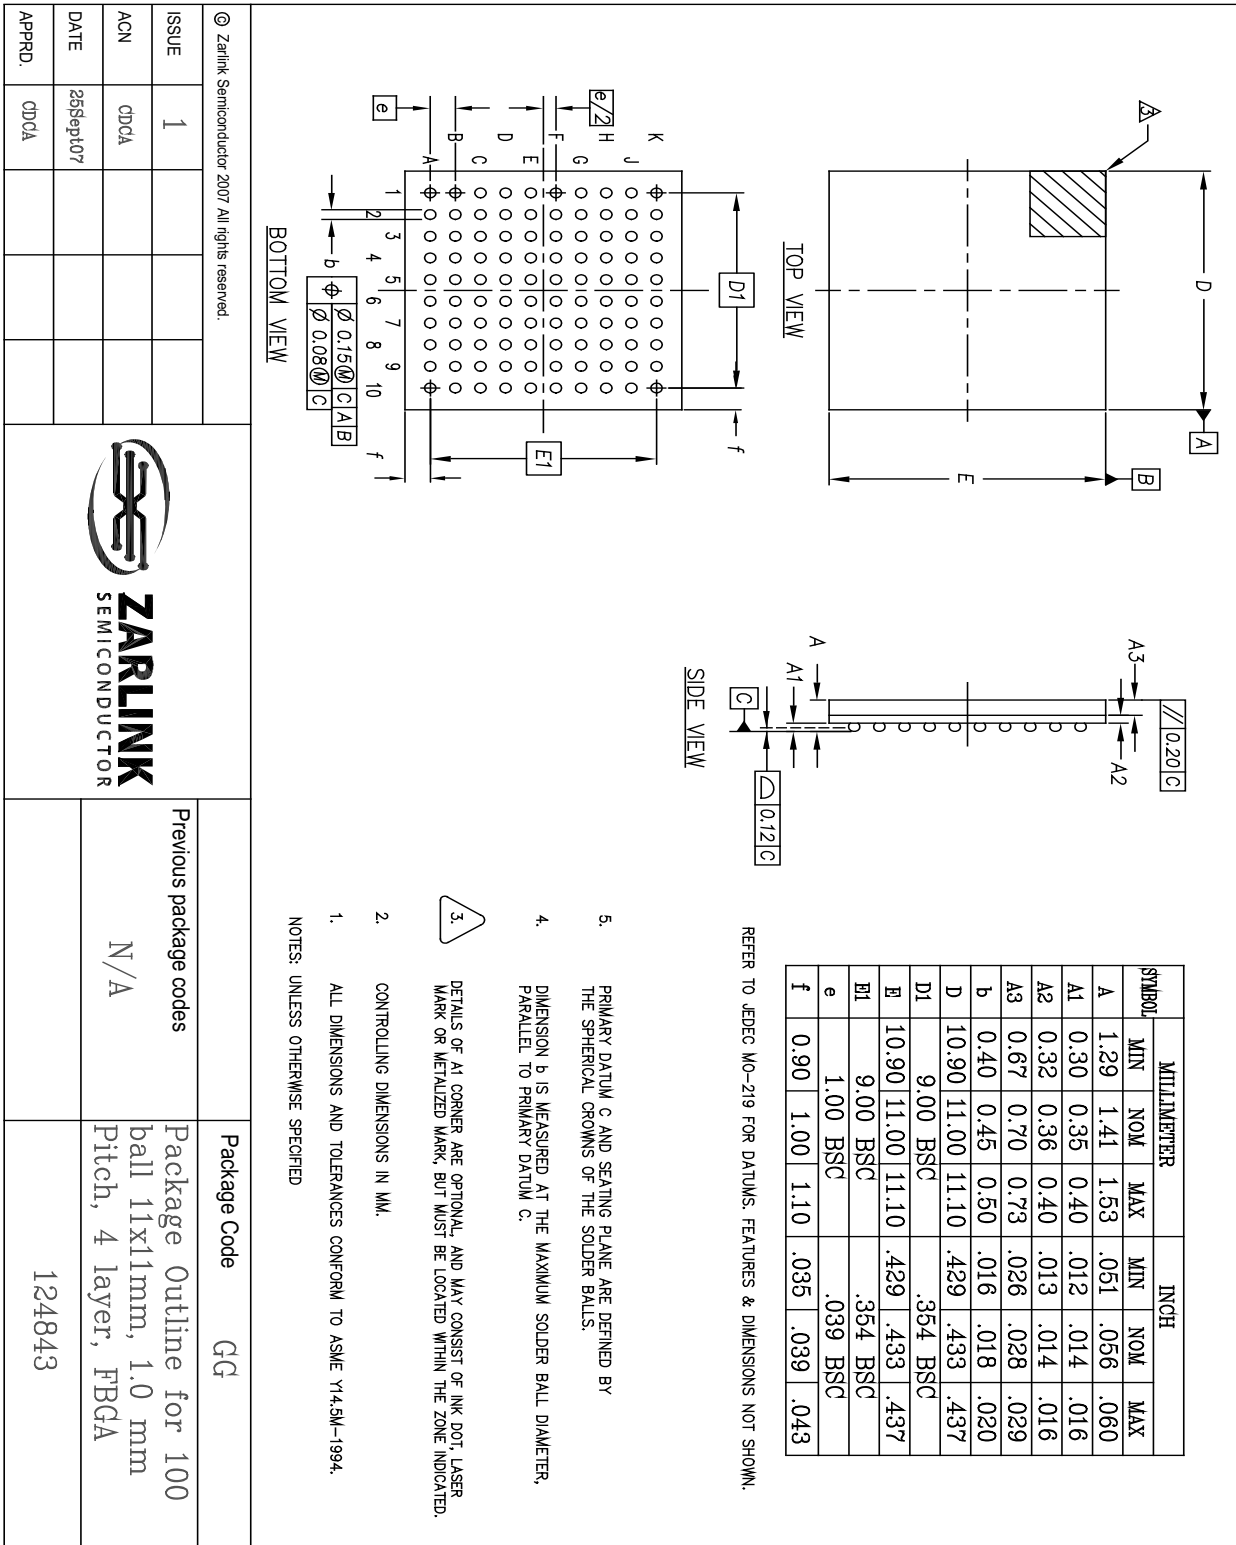 3
D
A
B
E
TOP VIEW
// 0.20 C
A3
A2
A1
A
C
0.12 C
SIDE VIEW
e/2
e
K
J
H
G
F
E
D
C
B
A
1 2 3 4 5 6 7 8 9 10
D1
E1
f
f
b
Ø 0.15 Ⓜ C A B
Ø 0.08 Ⓜ C
BOTTOM VIEW
SYMBOL MILLIMETER INCH
MIN NOM MAX MIN NOM MAX
A 1.29 1.41 1.53 .051 .056 .060
A1 0.30 0.35 0.40 .012 .014 .016
A2 0.32 0.36 0.40 .013 .014 .016
A3 0.67 0.70 0.73 .026 .028 .029
b 0.40 0.45 0.50 .016 .018 .020
D 10.90 11.00 11.10 .429 .433 .437
D1 9.00 BSC .354 BSC
E 10.90 11.00 11.10 .429 .433 .437
E1 9.00 BSC .354 BSC
e 1.00 BSC .039 BSC
f 0.90 1.00 1.10 .035 .039 .043
REFER TO JEDEC MO-219 FOR DATUMS. FEATURES & DIMENSIONS NOT SHOWN.
5. PRIMARY DATUM C AND SEATING PLANE ARE DEFINED BY
THE SPHERICAL CROWNS OF THE SOLDER BALLS.
4. DIMENSION b IS MEASURED AT THE MAXIMUM SOLDER BALL DIAMETER,
PARALLEL TO PRIMARY DATUM C.
3. DETAILS OF A1 CORNER ARE OPTIONAL, AND MAY CONSIST OF INK DOT, LASER
MARK OR METALIZED MARK, BUT MUST BE LOCATED WITHIN THE ZONE INDICATED.
2. CONTROLLING DIMENSIONS IN MM.
1. ALL DIMENSIONS AND TOLERANCES CONFORM TO ASME Y14.5M-1994.
NOTES: UNLESS OTHERWISE SPECIFIED
© Zarlink Semiconductor 2007 All rights reserved.
ISSUE 1
ACN CDCA
DATE 25Sept07
APPRD. CDCA
ZARLINK
SEMICONDUCTOR
Previous package codes
N/A
Package Code GG
Package Outline for 100
ball 11x11mm, 1.0 mm
Pitch, 4 layer, FBGA
124843